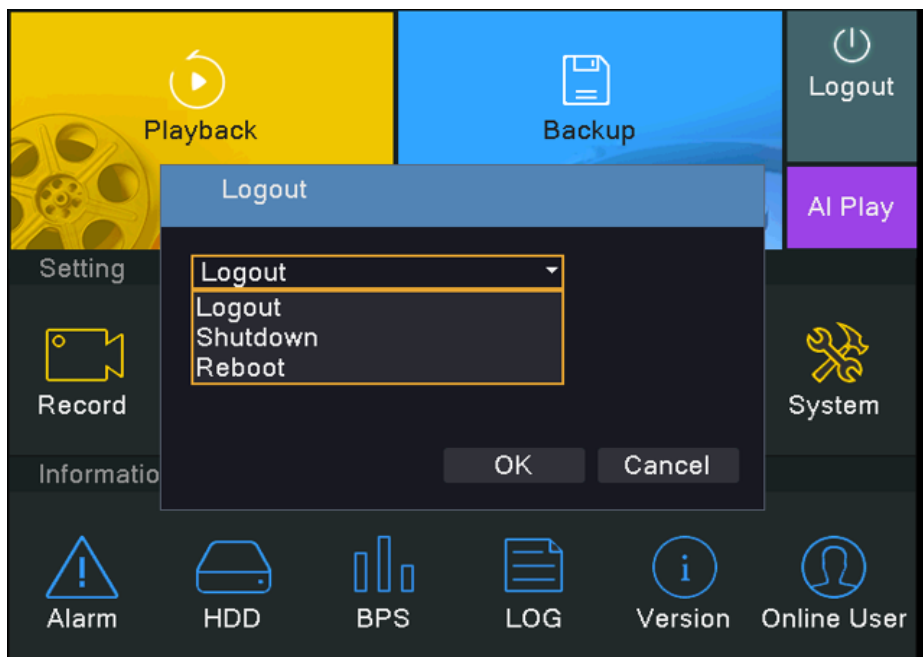 Playback
Backup
Logout
AI Play
Logout
Logout
Logout
Shutdown
Reboot
OK
Cancel
Setting
Record
System
Informatio
Alarm
HDD
BPS
LOG
Version
Online User